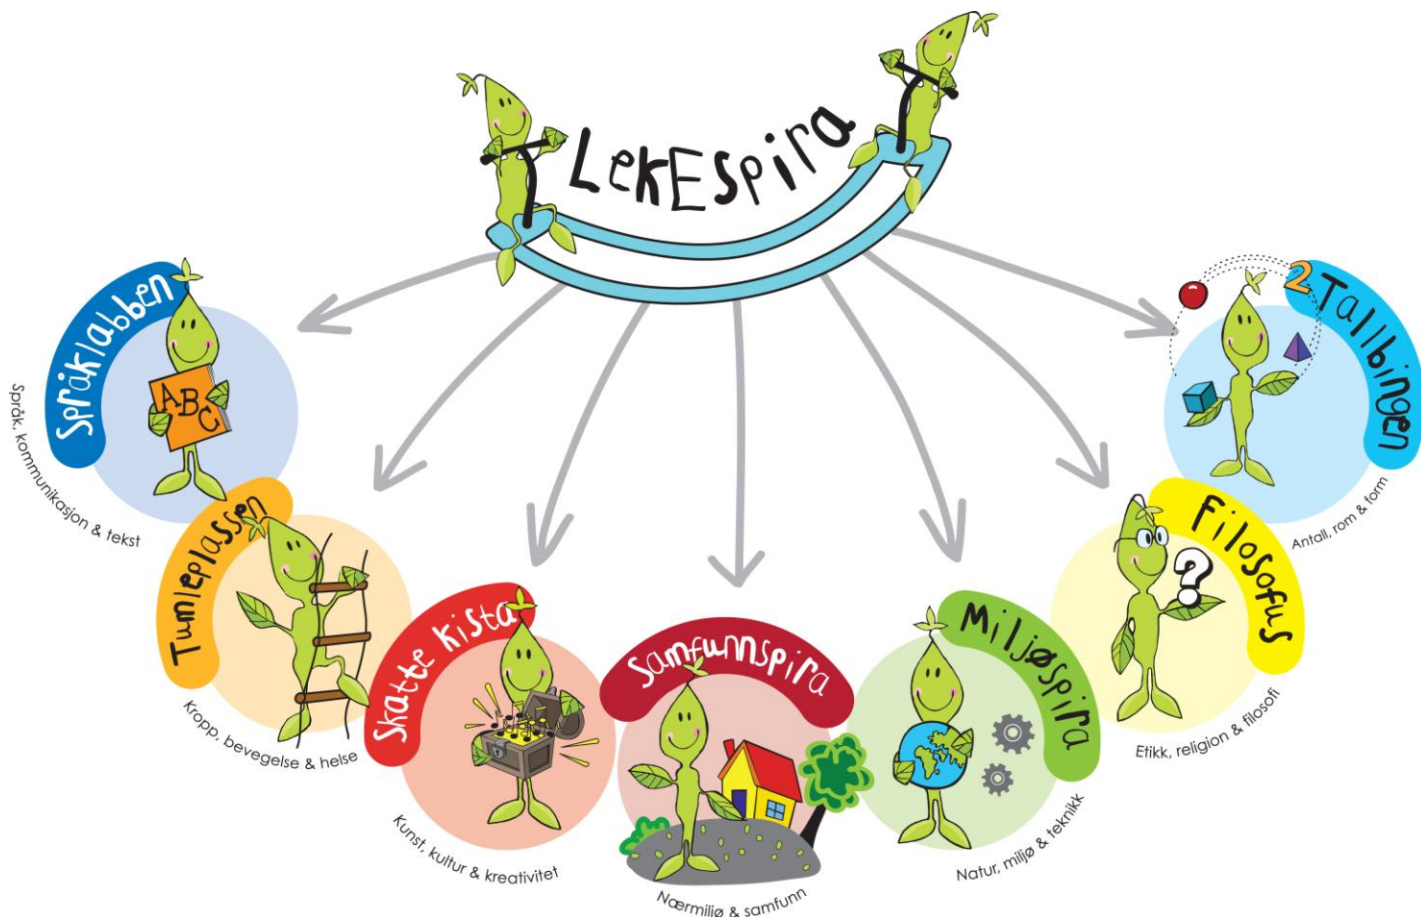 LekEspira
Språklabben
ABC
Språk, kommunikasjon & tekst
Tumleplassen
Kropp, bevegelse & helse
Skatte kista
Kunst, kultur & kreativitet
Samfunnspira
Nærmiljø & samfunn
Miljøspira
Natur, miljø & teknikk
Filosofus
?
Etikk, religion & filosofi
2
Tallbingen
Antall, rom & form